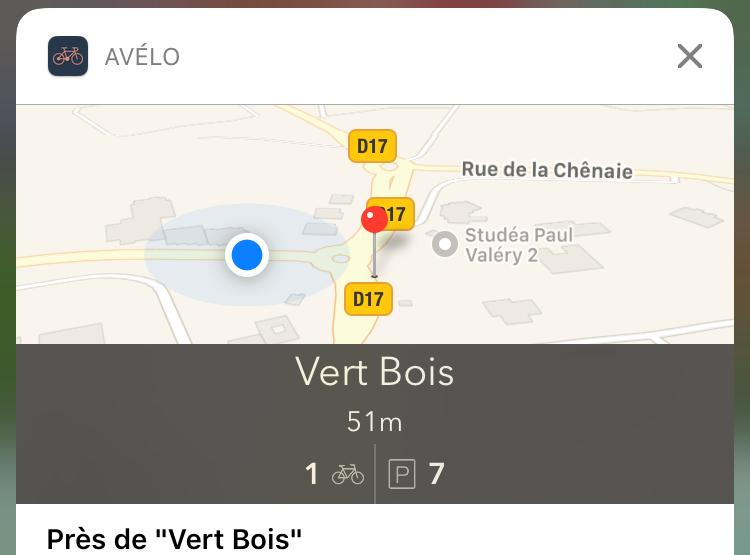 AVÉLO
D17
Rue de la Chênaie
17
Studéa Paul
Valéry 2
D17
Vert Bois
51m
1 P 7
Près de "Vert Bois"